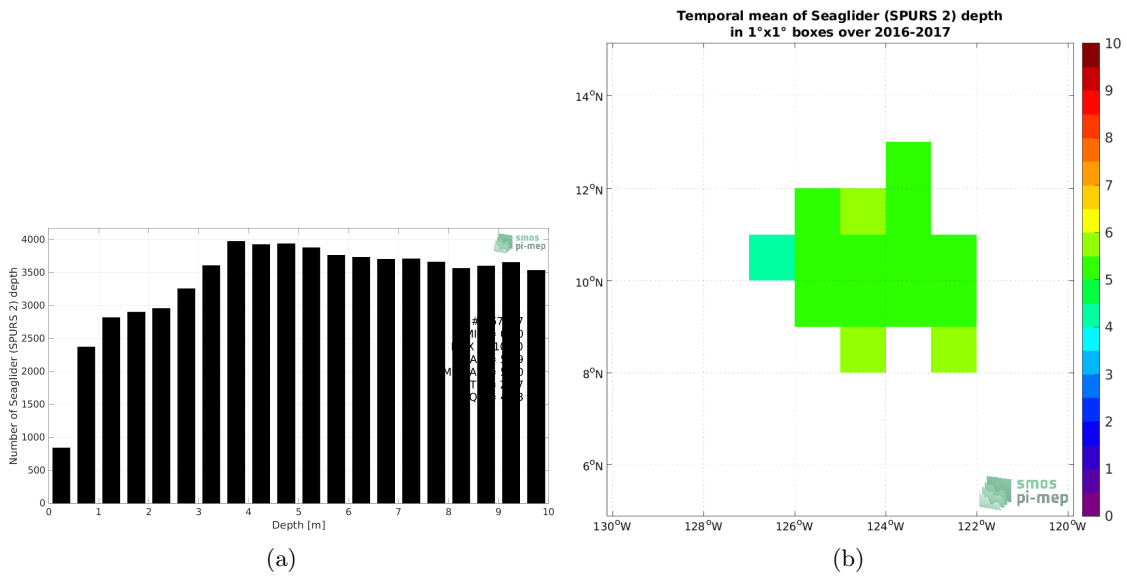 Temporal mean of Seaglider (SPURS 2) depth
in 1°x1° boxes over 2016-2017
Number of Seaglider (SPURS 2) depth
4000
3500
3000
2500
2000
1500
1000
500
0
smos
pi-mep
0 1 2 3 4 5 6 7 8 9 10
Depth [m]
(a)
14°N
12°N
10°N
8°N
6°N
130°W 128°W 126°W 124°W 122°W 120°W
10
9
8
7
6
5
4
3
2
1
0
smos
pi-mep
(b)